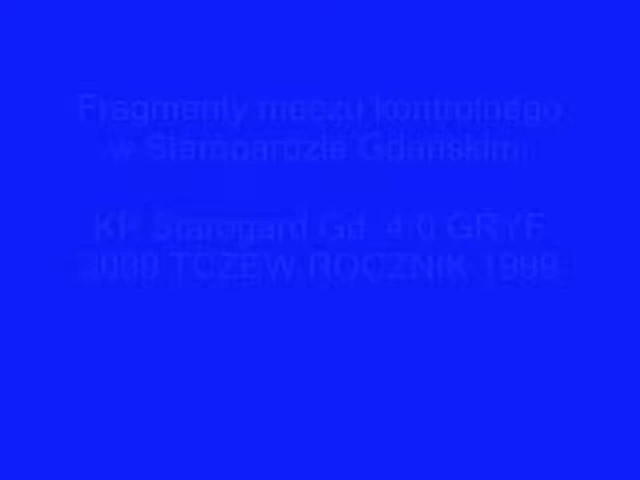 Fragmenty meczu kontrolnego
w Starogardzie Gdańskim
KP Starogard Gd. 4:0 GRYF
2009 TCZEW ROCZNIK 1999